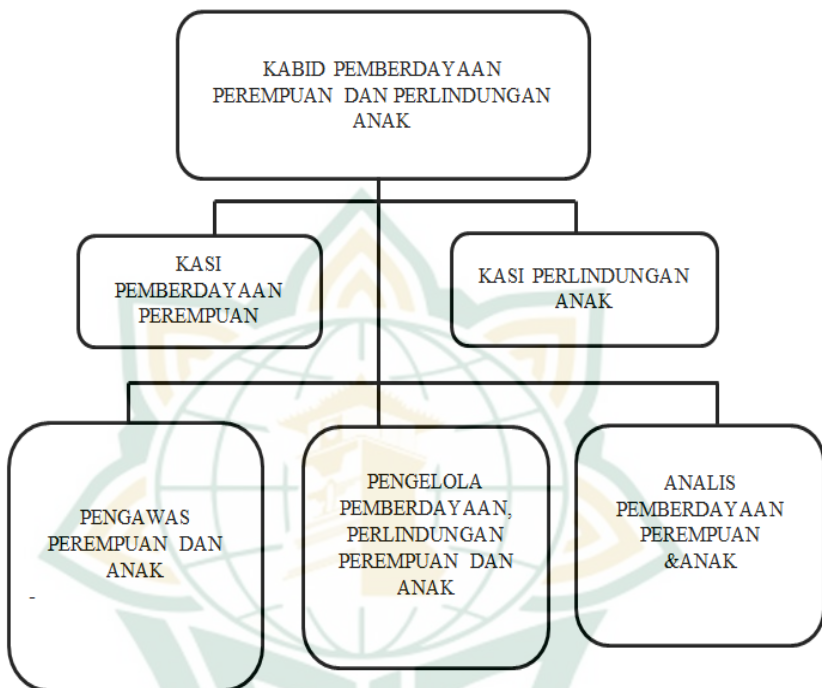 KABID PEMBERDAYAAN
PEREMPUAN DAN PERLINDUNGAN
ANAK
KASI
PEMBERDAYAAN
PEREMPUAN
KASI PERLINDUNGAN
ANAK
PENGAWAS
PEREMPUAN DAN
ANAK
-
PENGELOLA
PEMBERDAYAAN,
PERLINDUNGAN
PEREMPUAN DAN
ANAK
ANALIS
PEMBERDAYAAN
PEREMPUAN
&ANAK